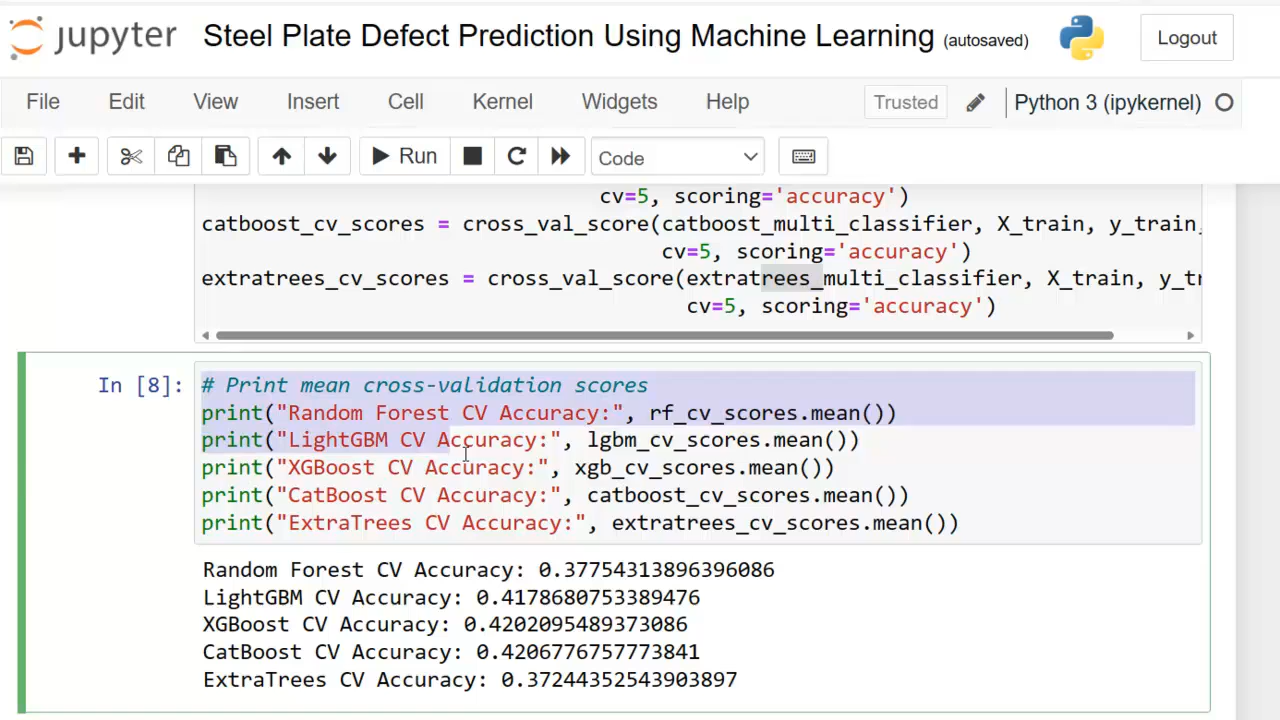 jupyter Steel Plate Defect Prediction Using Machine Learning (autosaved) Logout
File Edit View Insert Cell Kernel Widgets Help Trusted Python 3 (ipykernel)
Run Code
cv=5, scoring='accuracy')
catboost_cv_scores = cross_val_score(catboost_multi_classifier, X_train, y_train,
cv=5, scoring='accuracy')
extratrees_cv_scores = cross_val_score(extratrees_multi_classifier, X_train, y_tr
cv=5, scoring='accuracy')
In [8]: # Print mean cross-validation scores
print("Random Forest CV Accuracy:", rf_cv_scores.mean())
print("LightGBM CV Accuracy:", lgbm_cv_scores.mean())
print("XGBoost CV Accuracy:", xgb_cv_scores.mean())
print("CatBoost CV Accuracy:", catboost_cv_scores.mean())
print("ExtraTrees CV Accuracy:", extratrees_cv_scores.mean())
Random Forest CV Accuracy: 0.37754313896396086
LightGBM CV Accuracy: 0.4178680753389476
XGBoost CV Accuracy: 0.4202095489373086
CatBoost CV Accuracy: 0.4206776757773841
ExtraTrees CV Accuracy: 0.37244352543903897